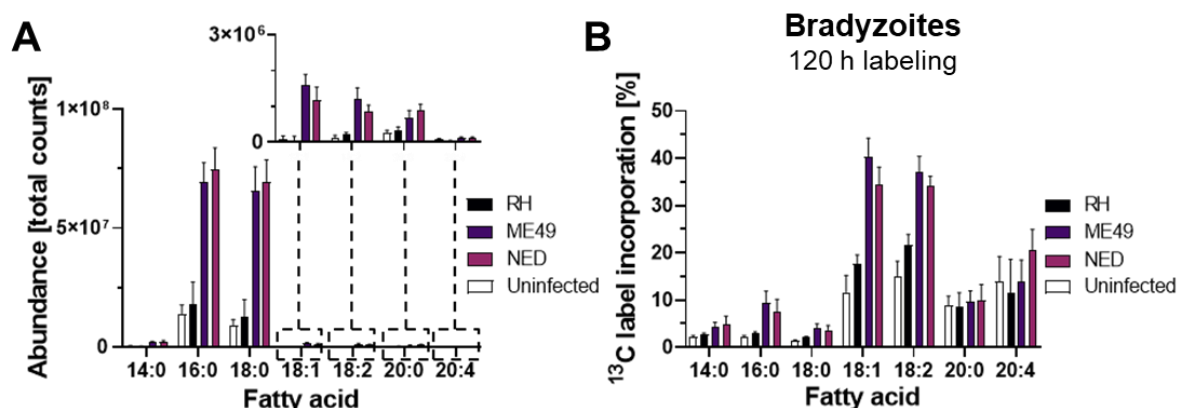 A
Abundance [total counts]
1×10⁸
5×10⁷
0
3×10⁶
0
14:0 16:0 18:0 18:1 18:2 20:0 20:4
Fatty acid
RH
ME49
NED
Uninfected
B
Bradyzoites
120 h labeling
¹³C label incorporation [%]
50
40
30
20
10
0
14:0 16:0 18:0 18:1 18:2 20:0 20:4
Fatty acid
RH
ME49
NED
Uninfected